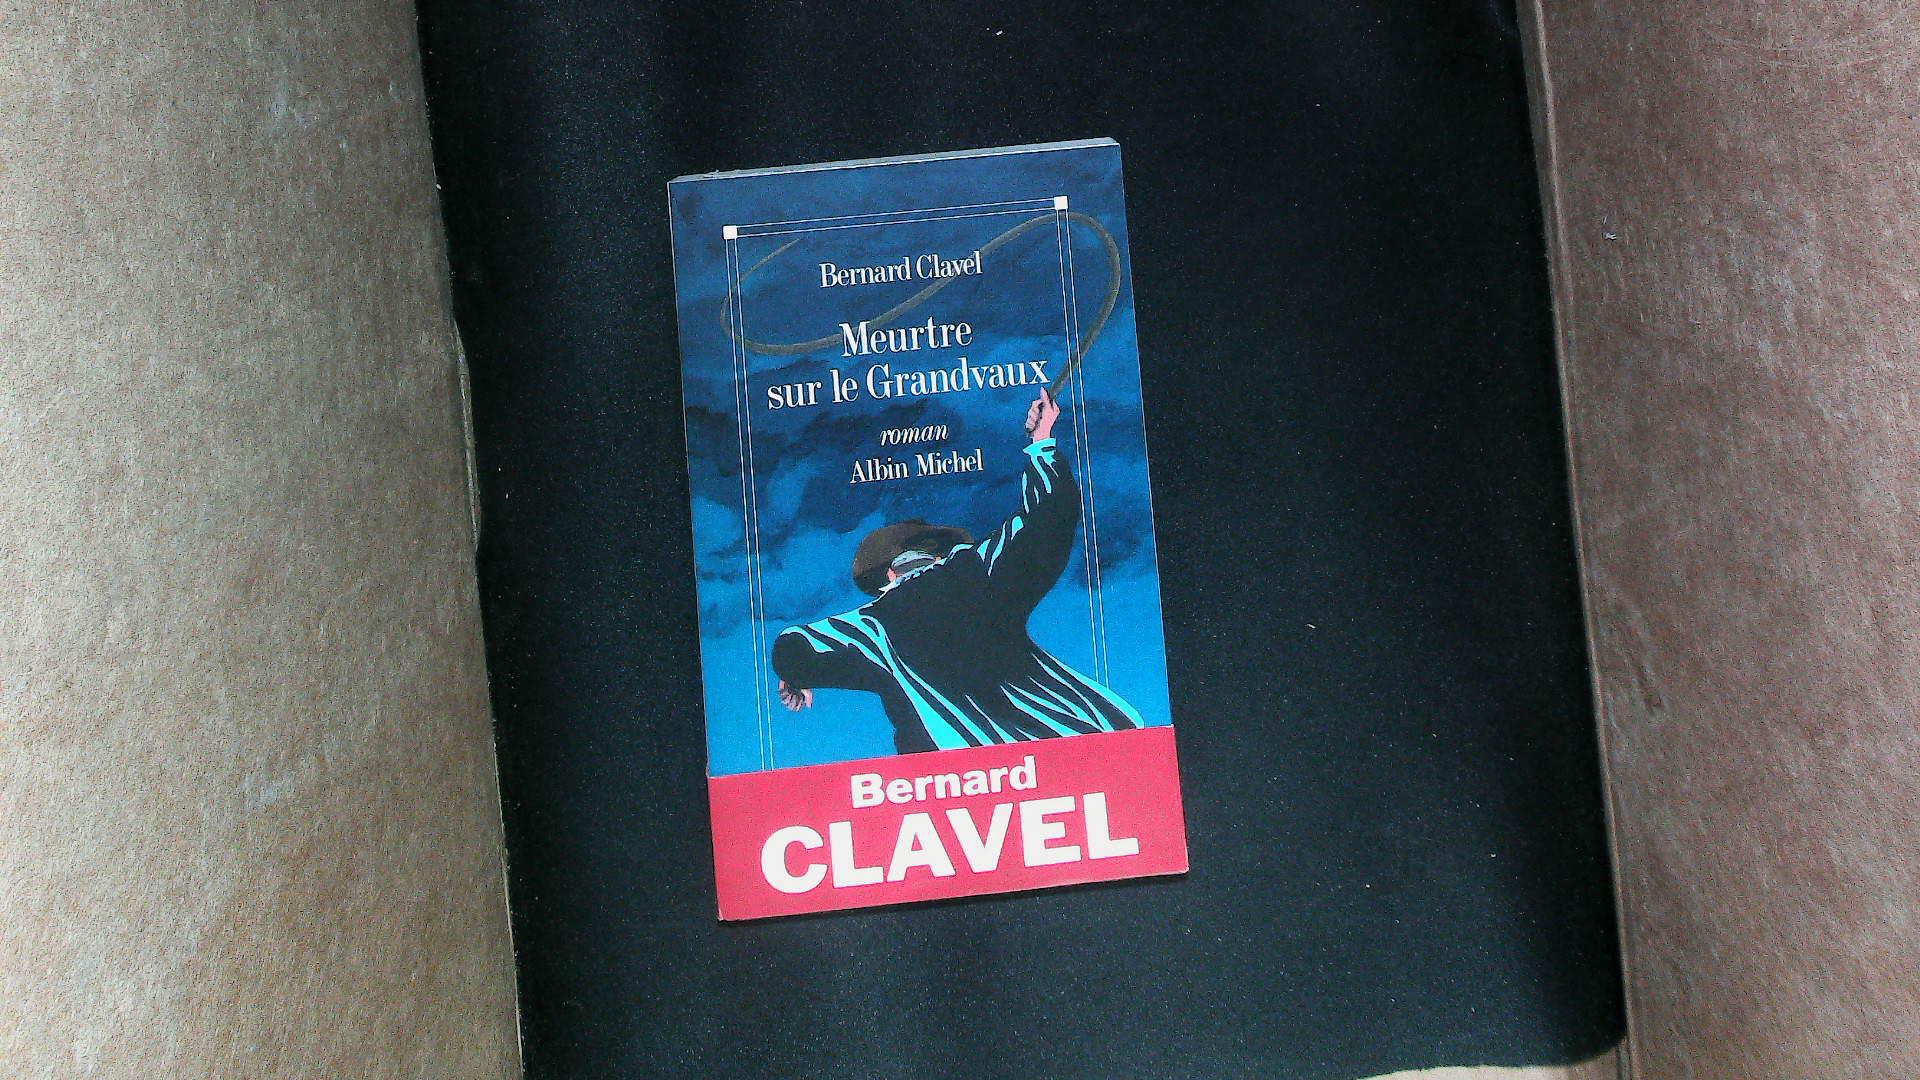 Bernard Clavel
Meurtre
sur le Grandvaux
roman
Albin Michel
Bernard
CLAVEL